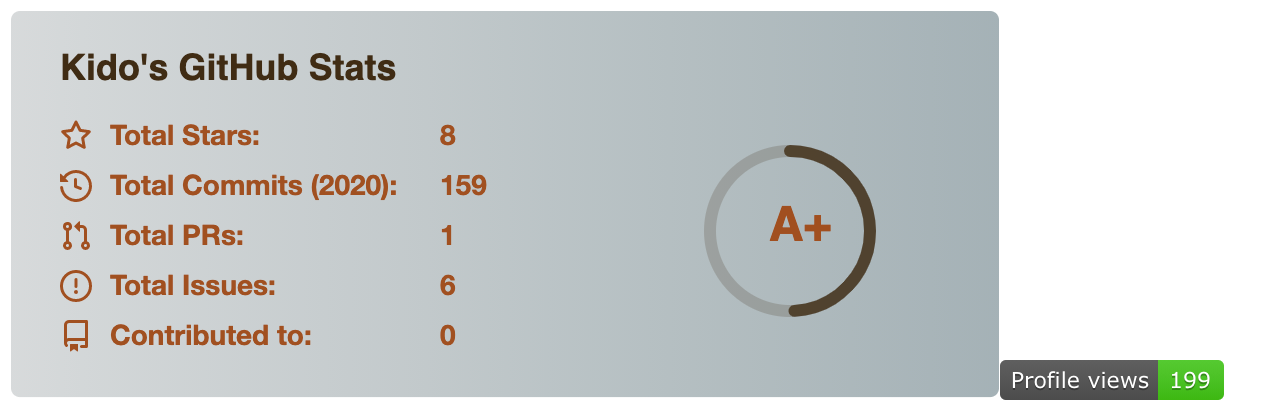 Kido's GitHub Stats
Total Stars: 8
Total Commits (2020): 159
Total PRs: 1
Total Issues: 6
Contributed to: 0
A+
Profile views 199